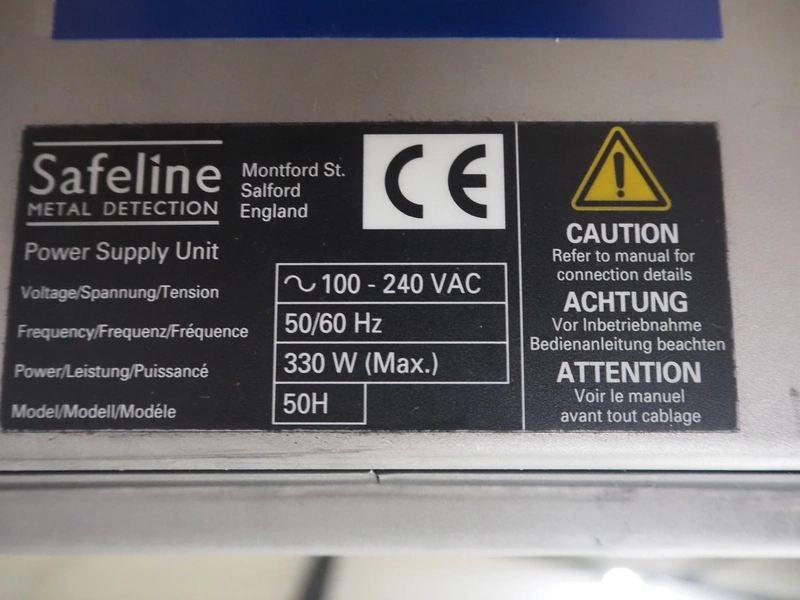 Safeline
METAL DETECTION
Montford St.
Salford
England
CE
Power Supply Unit
Voltage/Spannung/Tension ~ 100 - 240 VAC
Frequency/Frequenz/Fréquence 50/60 Hz
Power/Leistung/Puissancé 330 W (Max.)
Model/Modell/Modéle 50H
!
CAUTION
Refer to manual for
connection details
ACHTUNG
Vor Inbetriebnahme
Bedienanleitung beachten
ATTENTION
Voir le manuel
avant tout cablage